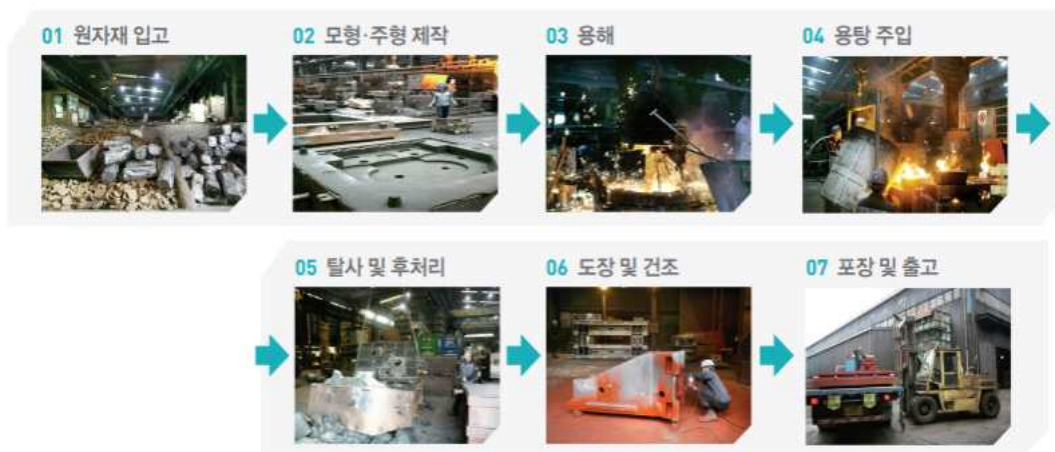 01 원자재 입고
02 모형·주형 제작
03 용해
04 용탕 주입
05 탈사 및 후처리
06 도장 및 건조
07 포장 및 출고